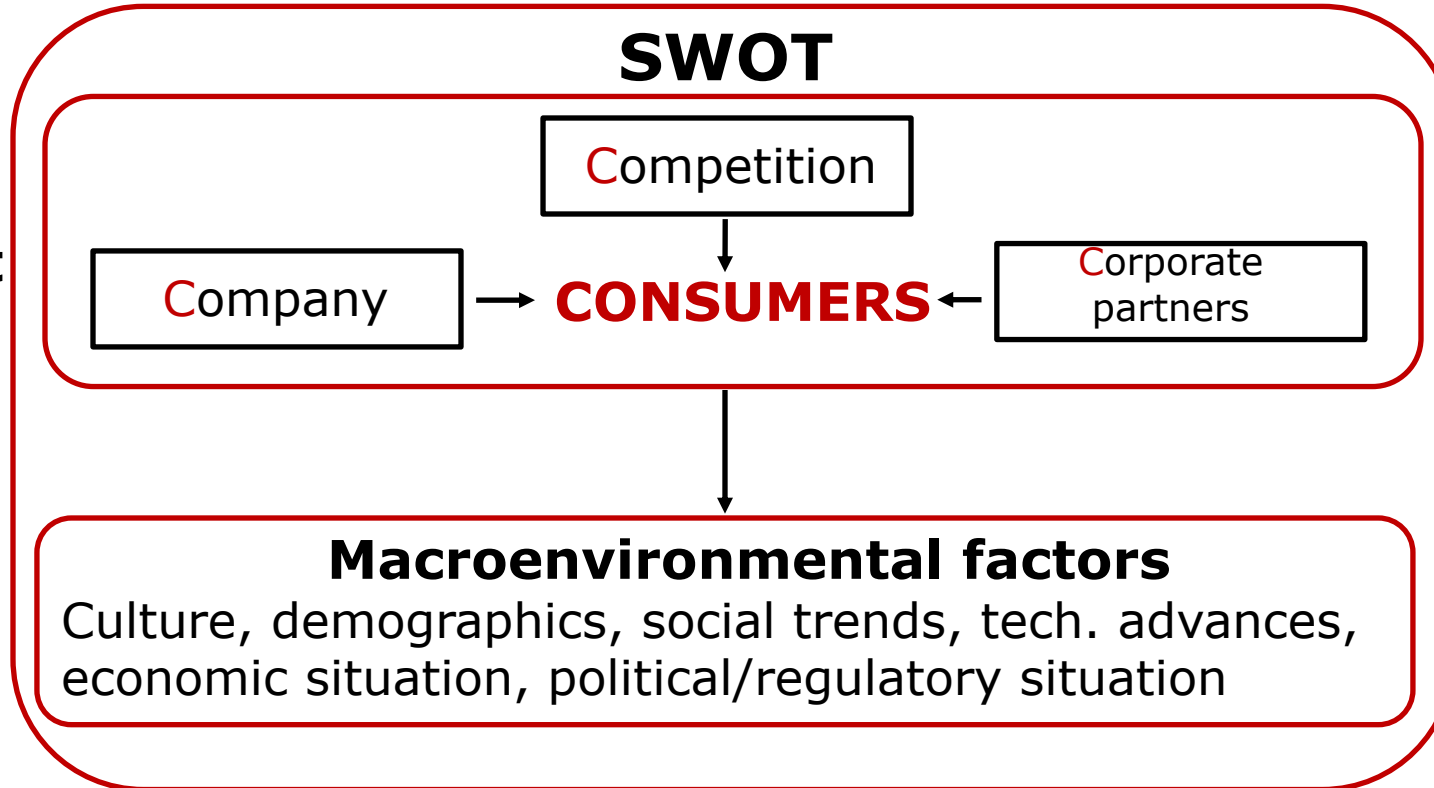 SWOT
Competition
Company
CONSUMERS
Corporate
partners
Macroenvironmental factors
Culture, demographics, social trends, tech. advances,
economic situation, political/regulatory situation